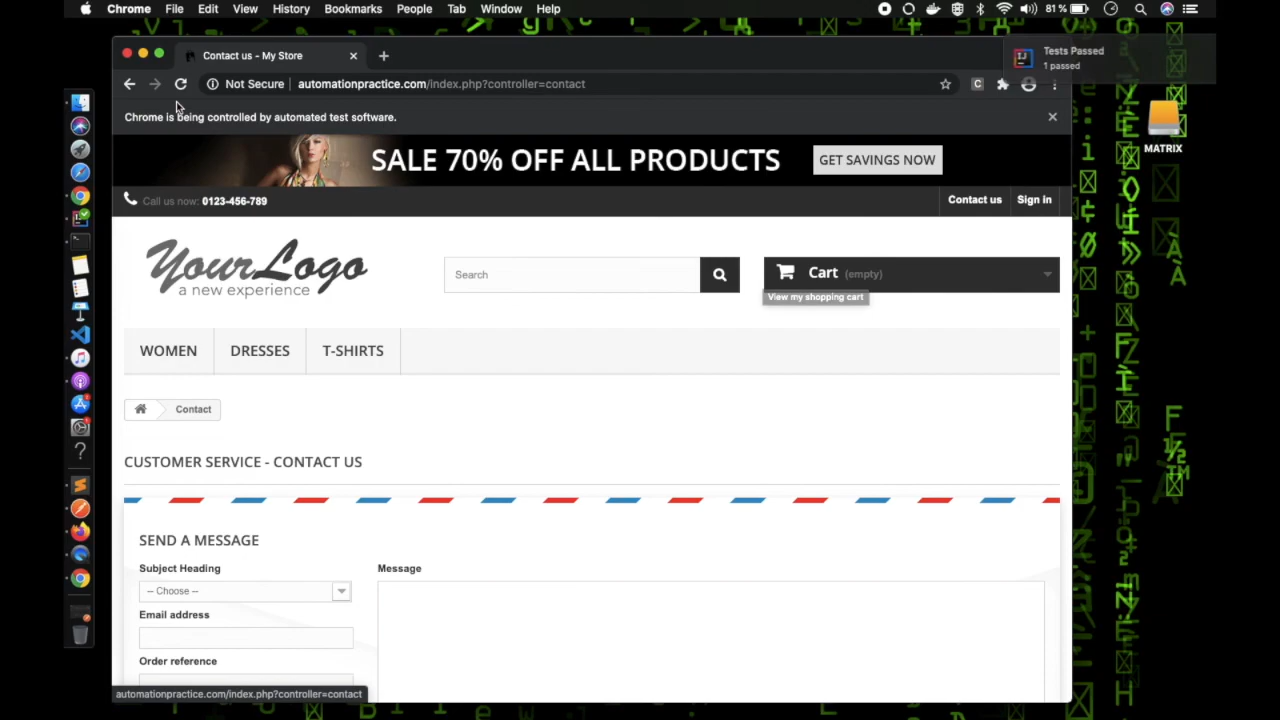 Chrome File Edit View History Bookmarks People Tab Window Help 81%
Contact us - My Store
Tests Passed
1 passed
Not Secure automationpractice.com/index.php?controller=contact
C
Chrome is being controlled by automated test software.
SALE 70% OFF ALL PRODUCTS GET SAVINGS NOW
MATRIX
Call us now: 0123-456-789 Contact us Sign in
YourLogo
a new experience
Search
Cart (empty)
View my shopping cart
WOMEN DRESSES T-SHIRTS
Contact
CUSTOMER SERVICE - CONTACT US
SEND A MESSAGE
Subject Heading Message
-- Choose --
Email address
Order reference
automationpractice.com/index.php?controller=contact